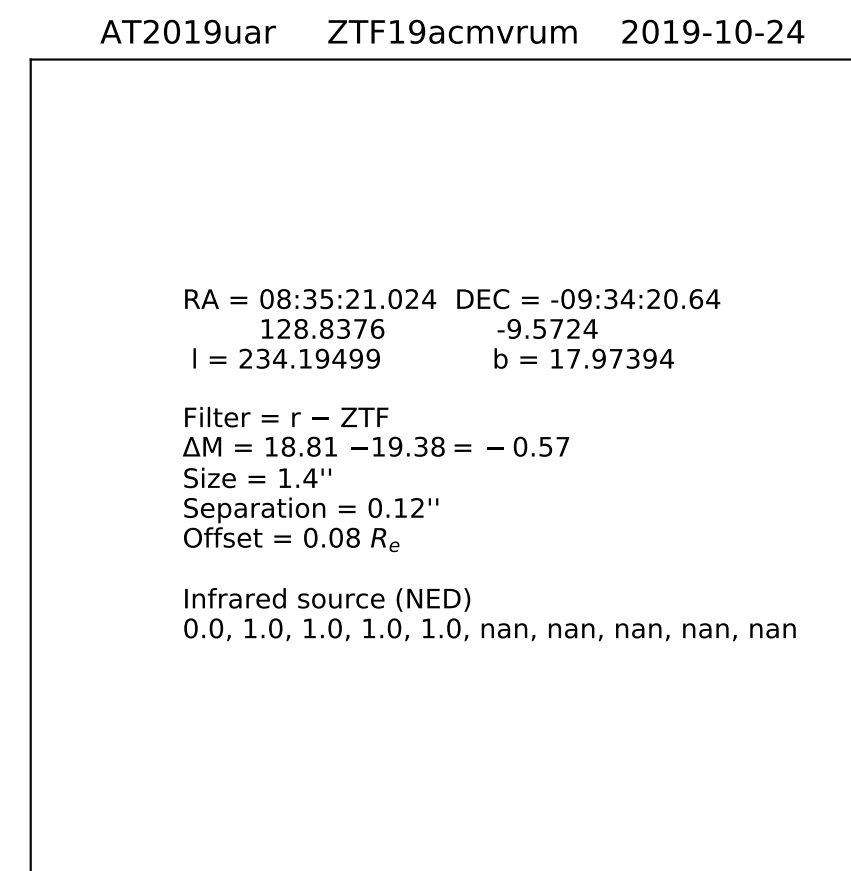 AT2019uar ZTF19acmvrum 2019-10-24
RA = 08:35:21.024 DEC = -09:34:20.64
128.8376 -9.5724
l = 234.19499 b = 17.97394
Filter = r − ZTF
ΔM = 18.81 −19.38 = − 0.57
Size = 1.4''
Separation = 0.12''
Offset = 0.08 Re
Infrared source (NED)
0.0, 1.0, 1.0, 1.0, 1.0, nan, nan, nan, nan, nan